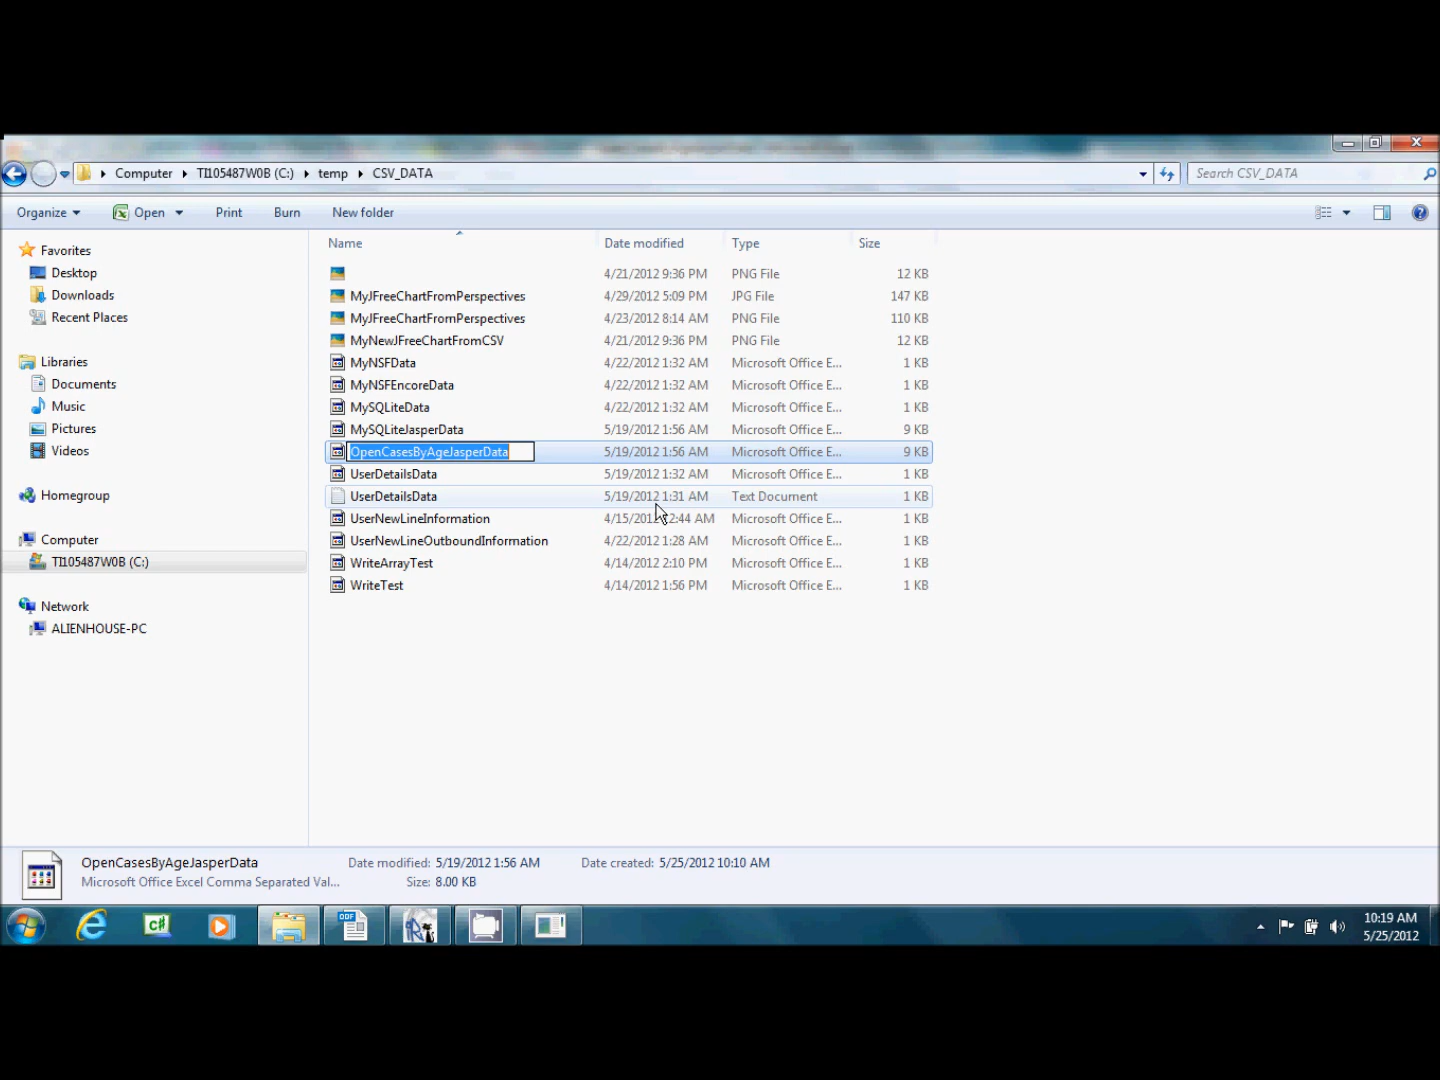 Computer TI105487W0B (C:) temp CSV_DATA
Search CSV_DATA
Organize Open Print Burn New folder
Favorites
Desktop
Downloads
Recent Places
Libraries
Documents
Music
Pictures
Videos
Homegroup
Computer
TI105487W0B (C:)
Network
ALIENHOUSE-PC
Name Date modified Type Size
4/21/2012 9:36 PM PNG File 12 KB
MyJFreeChartFromPerspectives 4/29/2012 5:09 PM JPG File 147 KB
MyJFreeChartFromPerspectives 4/23/2012 8:14 AM PNG File 110 KB
MyNewJFreeChartFromCSV 4/21/2012 9:36 PM PNG File 12 KB
MyNSFData 4/22/2012 1:32 AM Microsoft Office E... 1 KB
MyNSFEncoreData 4/22/2012 1:32 AM Microsoft Office E... 1 KB
MySQLiteData 4/22/2012 1:32 AM Microsoft Office E... 1 KB
MySQLiteJasperData 5/19/2012 1:56 AM Microsoft Office E... 9 KB
OpenCasesByAgeJasperData 5/19/2012 1:56 AM Microsoft Office E... 9 KB
UserDetailsData 5/19/2012 1:32 AM Microsoft Office E... 1 KB
UserDetailsData 5/19/2012 1:31 AM Text Document 1 KB
UserNewLineInformation 2:44 AM Microsoft Office E... 1 KB
UserNewLineOutboundInformation 4/22/2012 1:28 AM Microsoft Office E... 1 KB
WriteArrayTest 4/14/2012 2:10 PM Microsoft Office E... 1 KB
WriteTest 4/14/2012 1:56 PM Microsoft Office E... 1 KB
OpenCasesByAgeJasperData Date modified: 5/19/2012 1:56 AM Date created: 5/25/2012 10:10 AM
Microsoft Office Excel Comma Separated Val... Size: 8.00 KB
C#
ODF
10:19 AM
5/25/2012